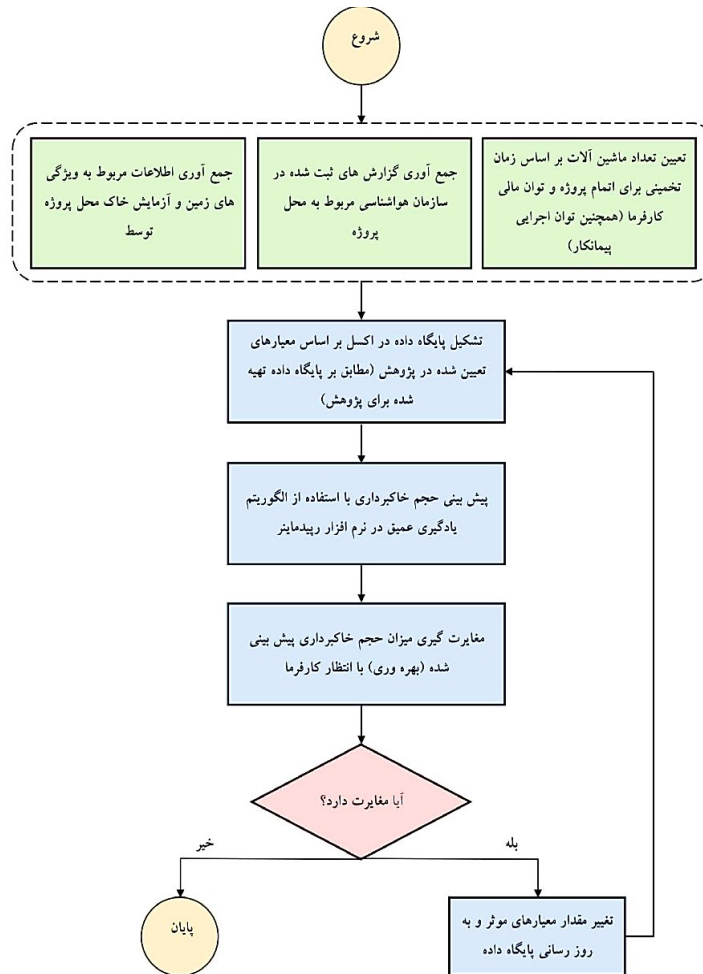 شروع
تعیین تعداد ماشین آلات بر اساس زمان
تخمینی برای اتمام پروژه و توان مالی
کارفرما (همچنین توان اجرایی
پیمانکار)
جمع آوری گزارش های ثبت شده در
سازمان هواشناسی مربوط به محل
پروژه
جمع آوری اطلاعات مربوط به ویژگی
های زمین و آزمایش خاک محل پروژه
توسط
تشکیل پایگاه داده در اکسل بر اساس معیارهای
تعیین شده در پژوهش (مطابق بر پایگاه داده تهیه
شده برای پژوهش)
پیش بینی حجم خاکبرداری با استفاده از الگوریتم
یادگیری عمیق در نرم افزار رپیدماینر
مغایرت گیری میزان حجم خاکبرداری پیش بینی
شده (بهره وری) با انتظار کارفرما
آیا مغایرت دارد؟
بله
خیر
تغییر مقدار معیارهای موثر و به
روز رسانی پایگاه داده
پایان